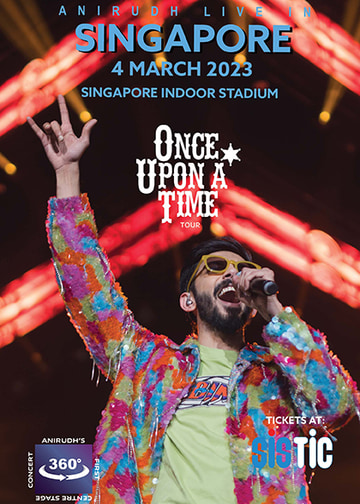 ANIRUDH LIVE IN
SINGAPORE
4 MARCH 2023
SINGAPORE INDOOR STADIUM
ONCE
UPON A
TIME
TOUR
TICKETS AT:
SISTIC
ANIRUDH'S
FIRST
360°
CONCERT
CENTRE STAGE